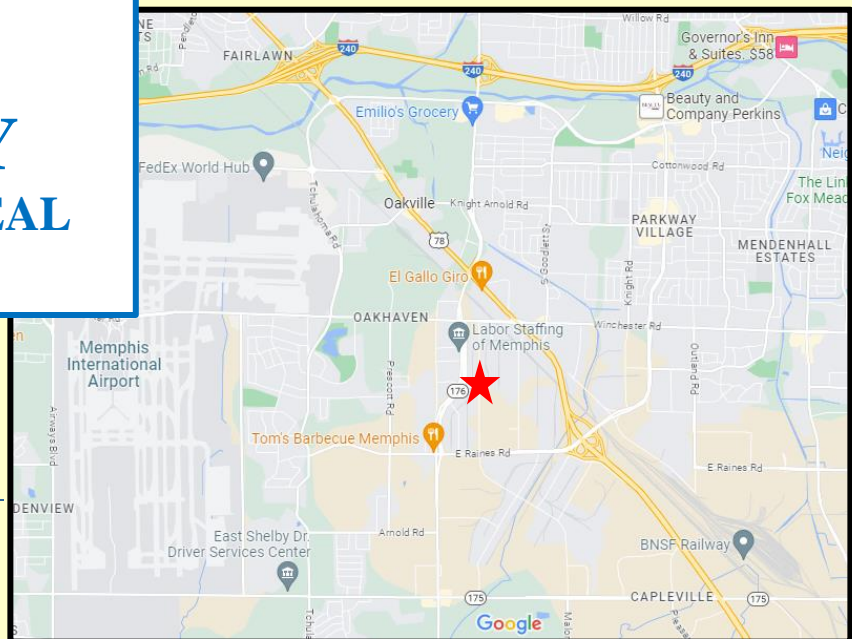 Y
EAL
FAIRLAWN
240
240
240
Willow Rd
Governor's Inn
& Suites. $58
Beauty and
Company Perkins
Emilio's Grocery
FedEx World Hub
Cottonwood Rd
The Lin
Fox Mead
Tchulahoma Rd
Oakville
Knight Arnold Rd
S Goodlett St
PARKWAY
VILLAGE
MENDENHALL
ESTATES
Knight Rd
78
El Gallo Giro
OAKHAVEN
Labor Staffing
of Memphis
Winchester Rd
Outland Rd
Memphis
International
Airport
Prescott Rd
176
Airways Blvd
Tom's Barbecue Memphis
E Raines Rd
E Raines Rd
DENVIEW
Arnold Rd
East Shelby Dr.
Driver Services Center
BNSF Railway
CAPLEVILLE
175
175
Google